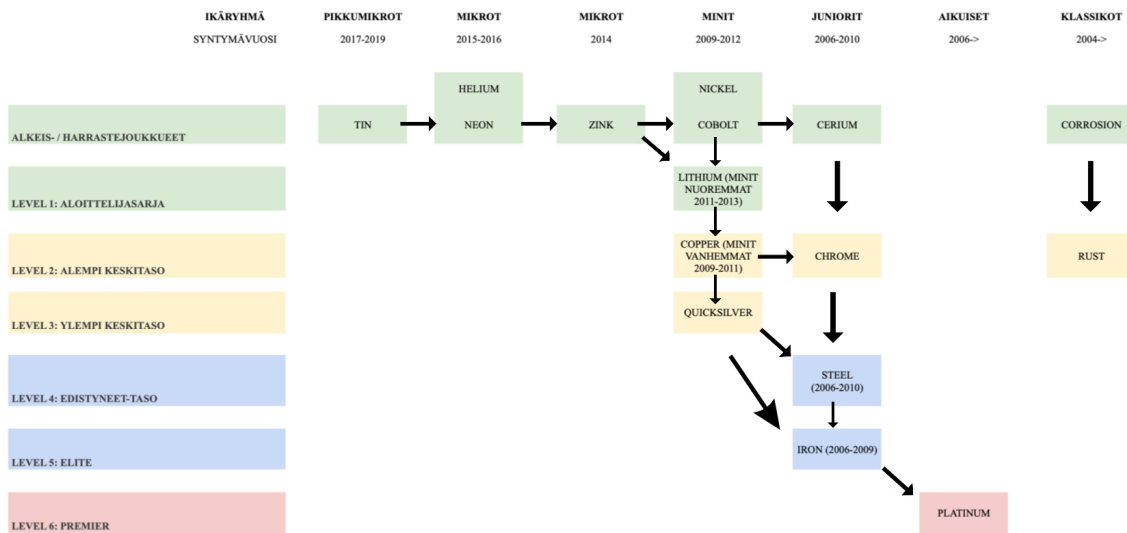 IKÄRYHMÄ PIKKUMIKROT MIKROT MIKROT MINIT JUNIORIT AIKUISET KLASSIKOT
SYNTYMÄVUOSI 2017-2019 2015-2016 2014 2009-2012 2006-2010 2006-> 2004->
HELIUM NICKEL
ALKEIS- / HARRASTEJOUKKUEET TIN NEON ZINK COBOLT CERIUM CORROSION
LEVEL 1: ALOITTELIJASARJA
LITHIUM (MINIT
NUOREMMAT
2011-2013)
LEVEL 2: ALEMPI KESKITASO
COPPER (MINIT
VANHEMMAT
2009-2011)
CHROME
RUST
LEVEL 3: YLEMPI KESKITASO
QUICKSILVER
LEVEL 4: EDISTYNEET-TASO
STEEL
(2006-2010)
LEVEL 5: ELITE
IRON (2006-2009)
LEVEL 6: PREMIER
PLATINUM